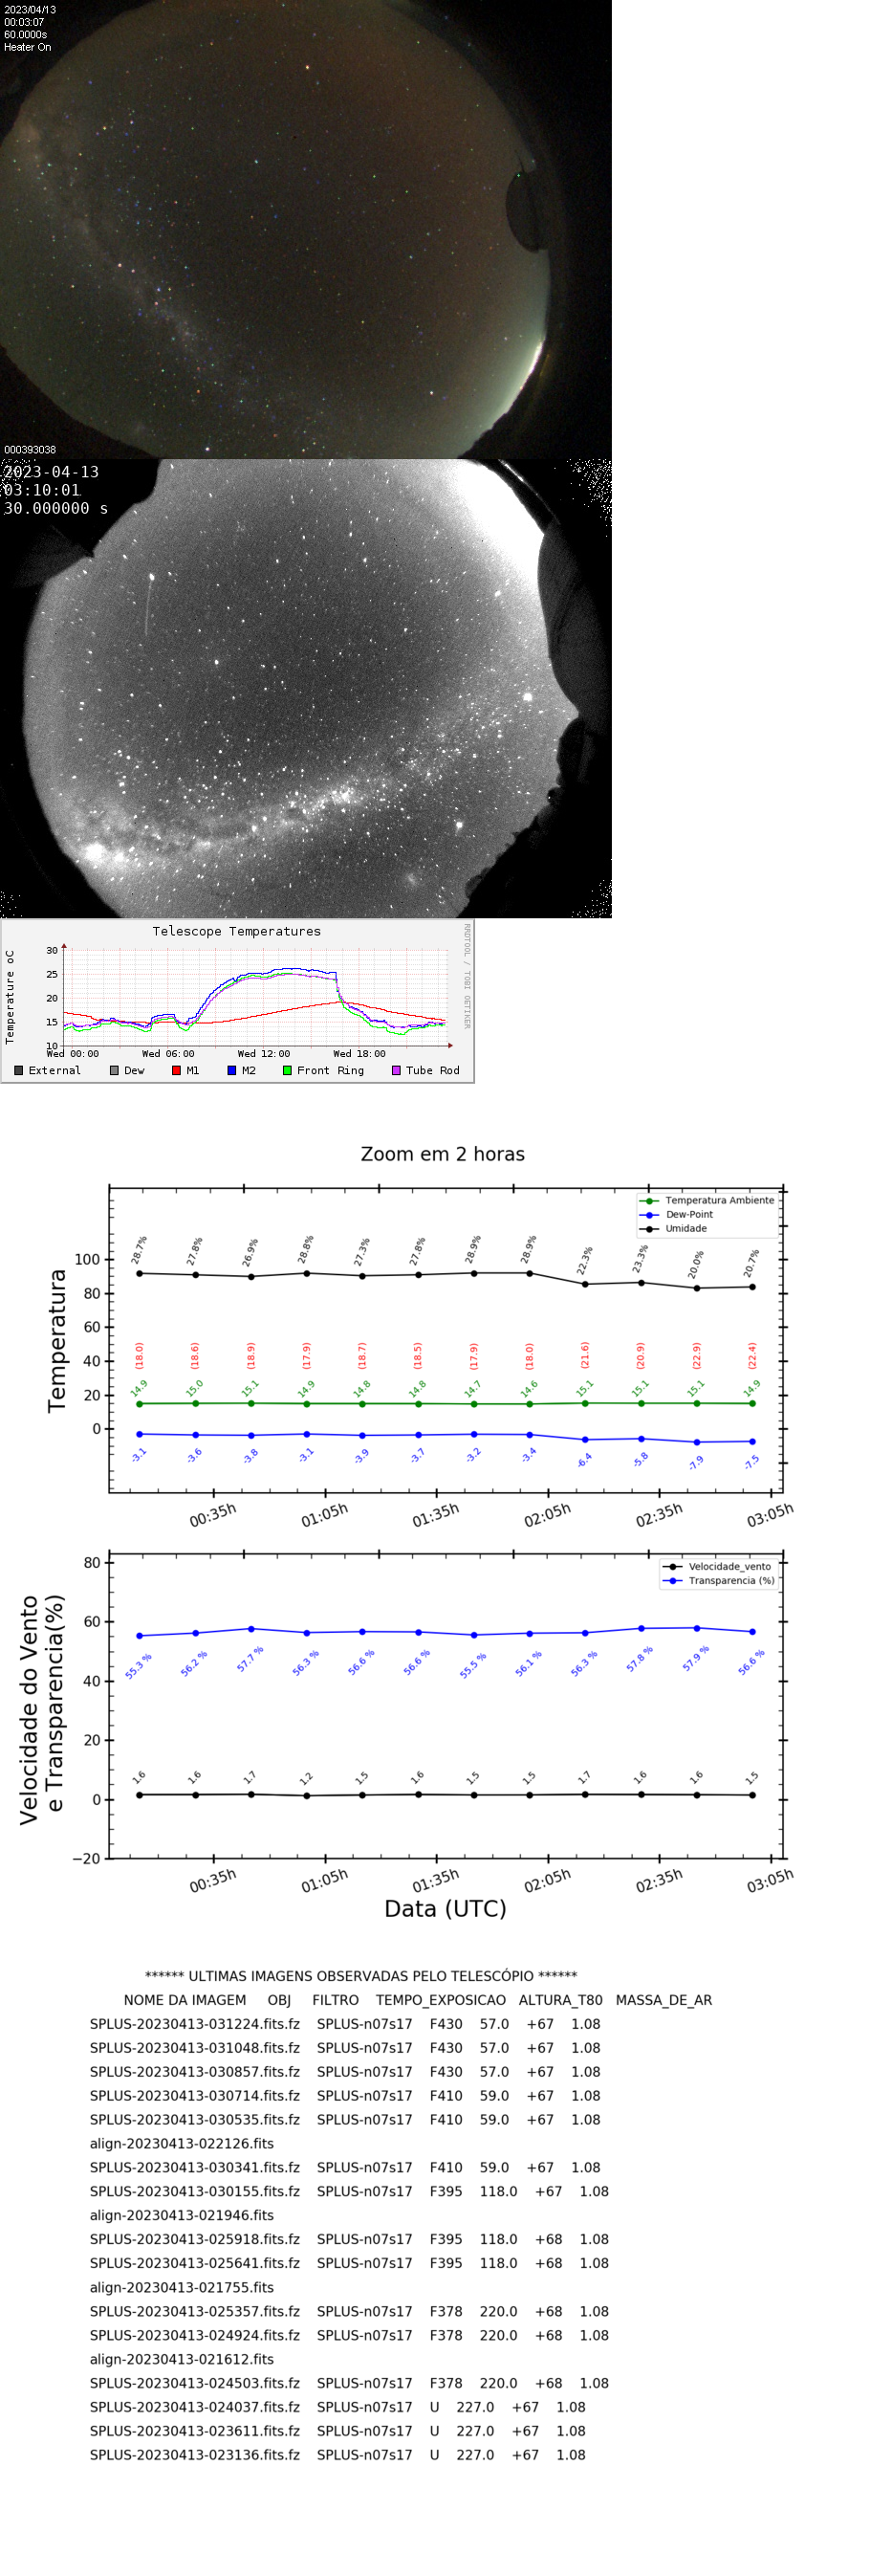 2023/04/13
00:03:07
60.0000s
Heater On
000393038
2023-04-13
03:10:01
30.000000 s
Telescope Temperatures
RRDTOOL / TOBI OETIKER
Temperature oC
30
25
20
15
10
Wed 00:00 Wed 06:00 Wed 12:00 Wed 18:00
External Dew M1 M2 Front Ring Tube Rod
Zoom em 2 horas
Temperatura Ambiente
Dew-Point
Umidade
Temperatura
100
80
60
40
20
0
28.7% 27.8% 26.9% 28.8% 27.3% 27.8% 28.9% 28.9% 22.3% 23.3% 20.0% 20.7%
(18.0) (18.6) (18.9) (17.9) (18.7) (18.5) (17.9) (18.0) (21.6) (20.9) (22.9) (22.4)
14.9 15.0 15.1 14.9 14.8 14.8 14.7 14.6 15.1 15.1 15.1 14.9
-3.1 -3.6 -3.8 -3.1 -3.9 -3.7 -3.2 -3.4 -6.4 -5.8 -7.9 -7.5
00:35h 01:05h 01:35h 02:05h 02:35h 03:05h
Velocidade_vento
Transparencia (%)
Velocidade do Vento
e Transparencia(%)
80
60
40
20
0
−20
55.3 % 56.2 % 57.7 % 56.3 % 56.6 % 56.6 % 55.5 % 56.1 % 56.3 % 57.8 % 57.9 % 56.6 %
1.6 1.6 1.7 1.2 1.5 1.6 1.5 1.5 1.7 1.6 1.6 1.5
00:35h 01:05h 01:35h 02:05h 02:35h 03:05h
Data (UTC)
****** ULTIMAS IMAGENS OBSERVADAS PELO TELESCÓPIO ******
NOME DA IMAGEM OBJ FILTRO TEMPO_EXPOSICAO ALTURA_T80 MASSA_DE_AR
SPLUS-20230413-031224.fits.fz SPLUS-n07s17 F430 57.0 +67 1.08
SPLUS-20230413-031048.fits.fz SPLUS-n07s17 F430 57.0 +67 1.08
SPLUS-20230413-030857.fits.fz SPLUS-n07s17 F430 57.0 +67 1.08
SPLUS-20230413-030714.fits.fz SPLUS-n07s17 F410 59.0 +67 1.08
SPLUS-20230413-030535.fits.fz SPLUS-n07s17 F410 59.0 +67 1.08
align-20230413-022126.fits
SPLUS-20230413-030341.fits.fz SPLUS-n07s17 F410 59.0 +67 1.08
SPLUS-20230413-030155.fits.fz SPLUS-n07s17 F395 118.0 +67 1.08
align-20230413-021946.fits
SPLUS-20230413-025918.fits.fz SPLUS-n07s17 F395 118.0 +68 1.08
SPLUS-20230413-025641.fits.fz SPLUS-n07s17 F395 118.0 +68 1.08
align-20230413-021755.fits
SPLUS-20230413-025357.fits.fz SPLUS-n07s17 F378 220.0 +68 1.08
SPLUS-20230413-024924.fits.fz SPLUS-n07s17 F378 220.0 +68 1.08
align-20230413-021612.fits
SPLUS-20230413-024503.fits.fz SPLUS-n07s17 F378 220.0 +68 1.08
SPLUS-20230413-024037.fits.fz SPLUS-n07s17 U 227.0 +67 1.08
SPLUS-20230413-023611.fits.fz SPLUS-n07s17 U 227.0 +67 1.08
SPLUS-20230413-023136.fits.fz SPLUS-n07s17 U 227.0 +67 1.08